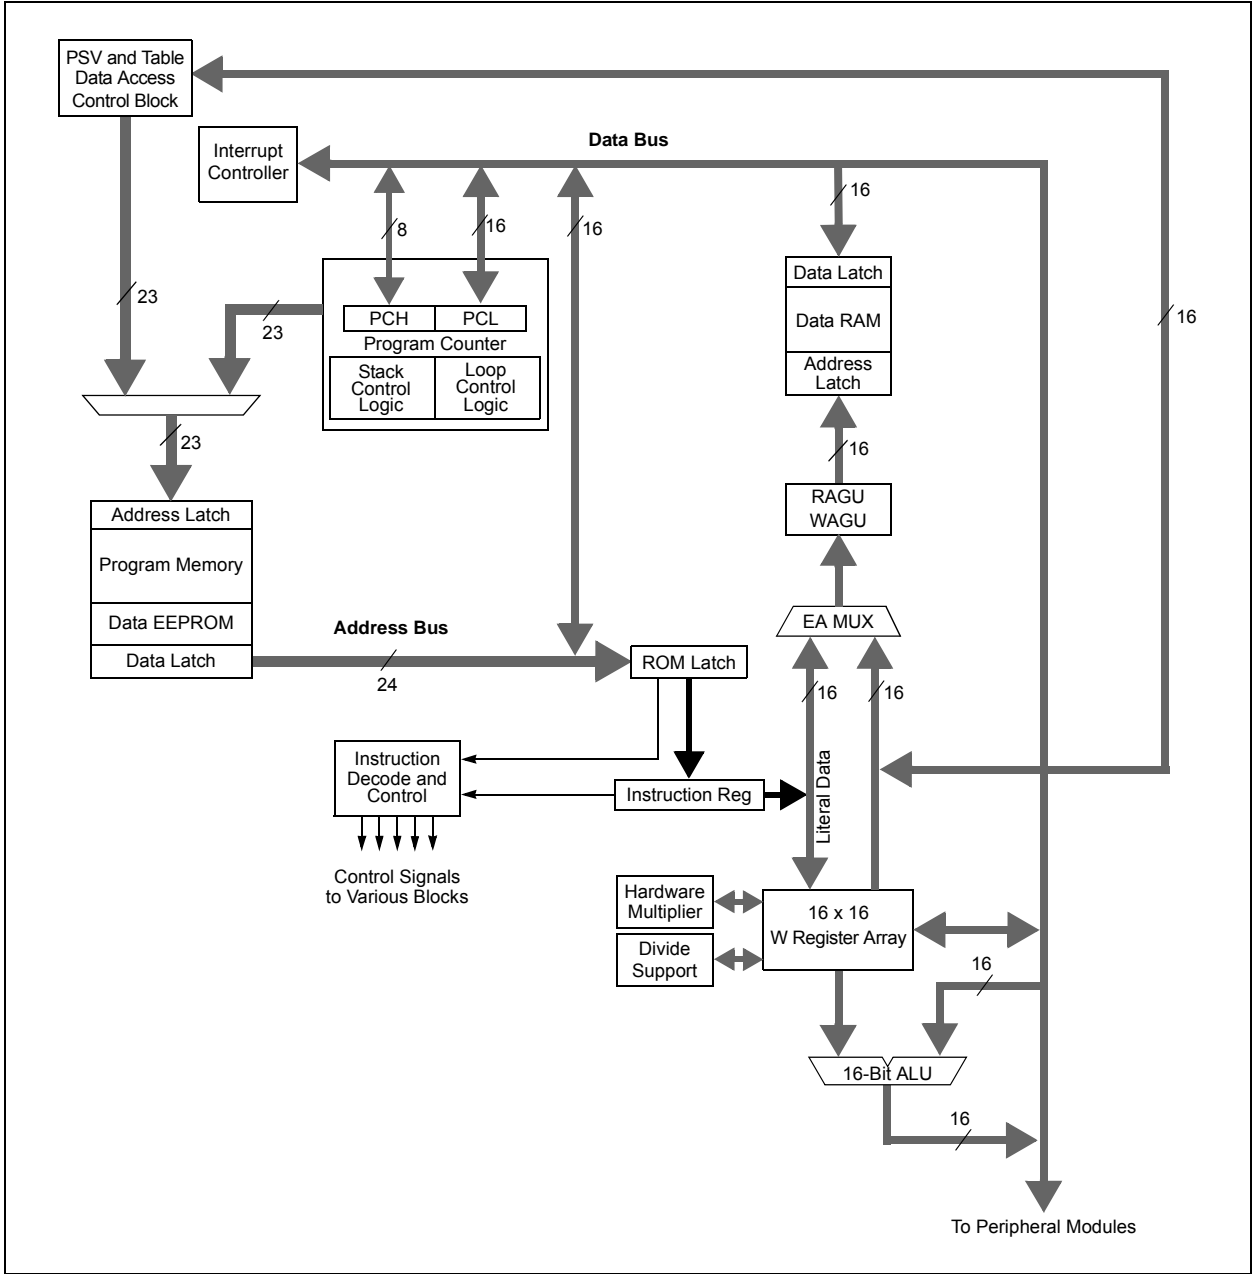 PSV and Table
Data Access
Control Block
Interrupt
Controller
Data Bus
8
16
16
16
23
23
16
PCH
PCL
Program Counter
Stack
Control
Logic
Loop
Control
Logic
Data Latch
Data RAM
Address
Latch
23
16
RAGU
WAGU
Address Latch
Program Memory
Data EEPROM
Data Latch
Address Bus
24
ROM Latch
EA MUX
16
16
Instruction
Decode and
Control
Instruction Reg
Literal Data
Control Signals
to Various Blocks
Hardware
Multiplier
Divide
Support
16 x 16
W Register Array
16
16-Bit ALU
16
To Peripheral Modules